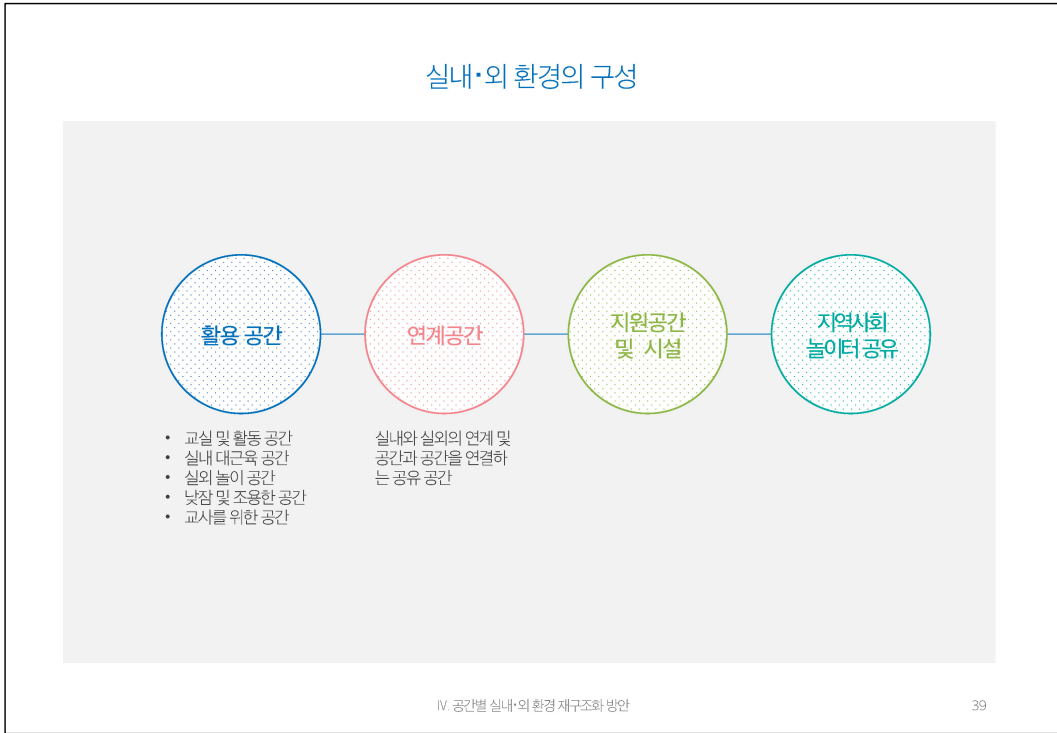 실내•외 환경의 구성
활용 공간
연계공간
지원공간
및 시설
지역사회
놀이터 공유
• 교실 및 활동 공간
• 실내 대근육 공간
• 실외 놀이 공간
• 낮잠 및 조용한 공간
• 교사를 위한 공간
실내와 실외의 연계 및
공간과 공간을 연결하
는 공유 공간
IV. 공간별 실내•외 환경 재구조화 방안
39